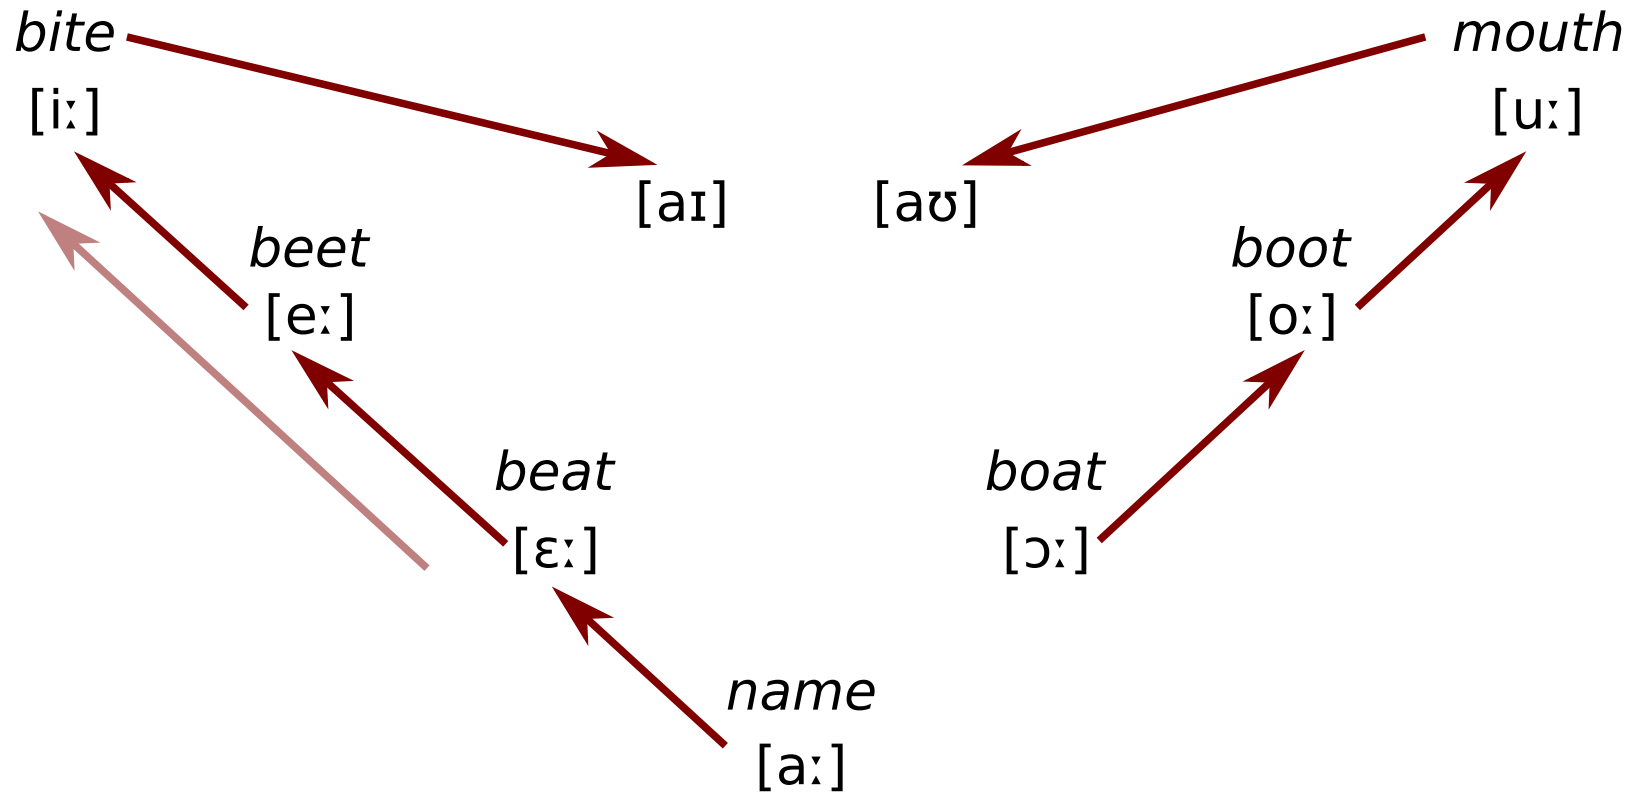 bite
[iː]
mouth
[uː]
[aɪ]
[aʊ]
beet
[eː]
boot
[oː]
beat
[ɛː]
boat
[ɔː]
name
[aː]